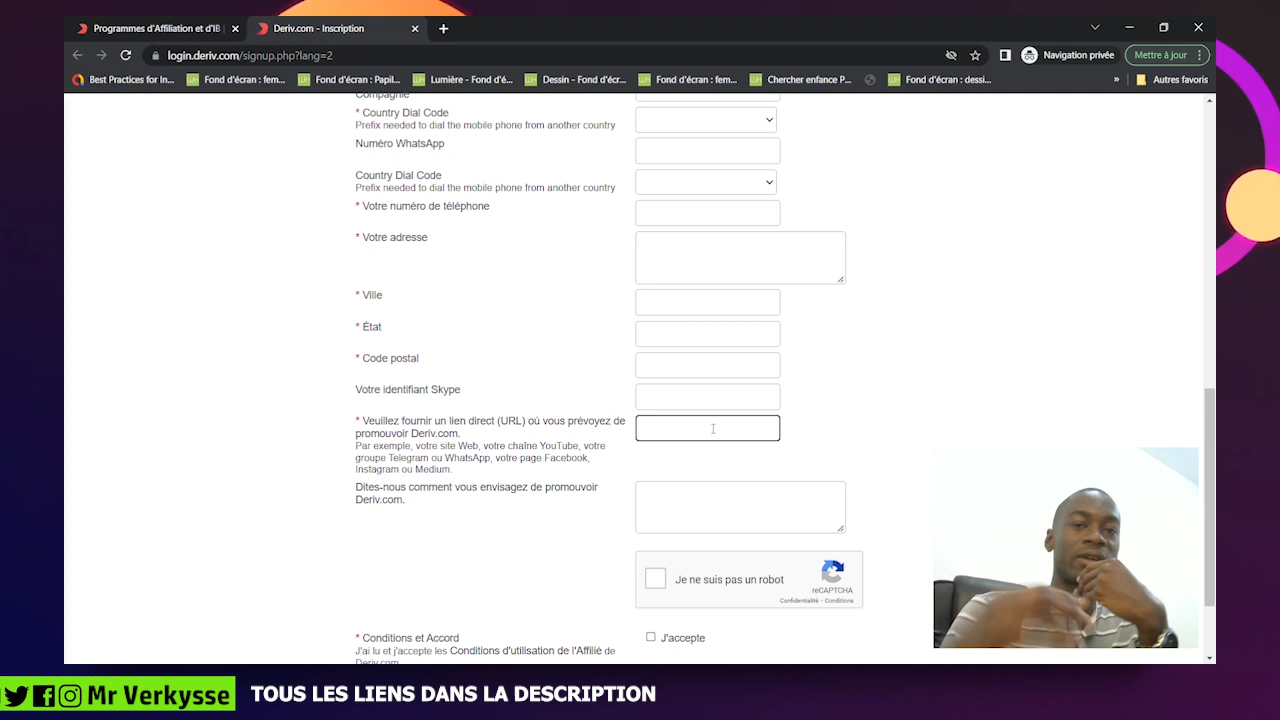 Programmes d'Affiliation et d'IB
Deriv.com - Inscription
login.deriv.com/signup.php?lang=2
Navigation privée
Mettre à jour
Best Practices for In...
Fond d'écran : fem...
Fond d'écran : Papil...
Lumière - Fond d'é...
Dessin - Fond d'écr...
Fond d'écran : fem...
Chercher enfance P...
Fond d'écran : dessi...
»
Autres favoris
Compagnie
* Country Dial Code
Prefix needed to dial the mobile phone from another country
Numéro WhatsApp
Country Dial Code
Prefix needed to dial the mobile phone from another country
* Votre numéro de téléphone
* Votre adresse
* Ville
* État
* Code postal
Votre identifiant Skype
* Veuillez fournir un lien direct (URL) où vous prévoyez de
promouvoir Deriv.com.
Par exemple, votre site Web, votre chaîne YouTube, votre
groupe Telegram ou WhatsApp, votre page Facebook,
Instagram ou Medium.
Dites-nous comment vous envisagez de promouvoir
Deriv.com.
Je ne suis pas un robot
reCAPTCHA
Confidentialité - Conditions
* Conditions et Accord
J'accepte
J'ai lu et j'accepte les Conditions d'utilisation de l'Affilié de
Deriv.com
Mr Verkysse
TOUS LES LIENS DANS LA DESCRIPTION